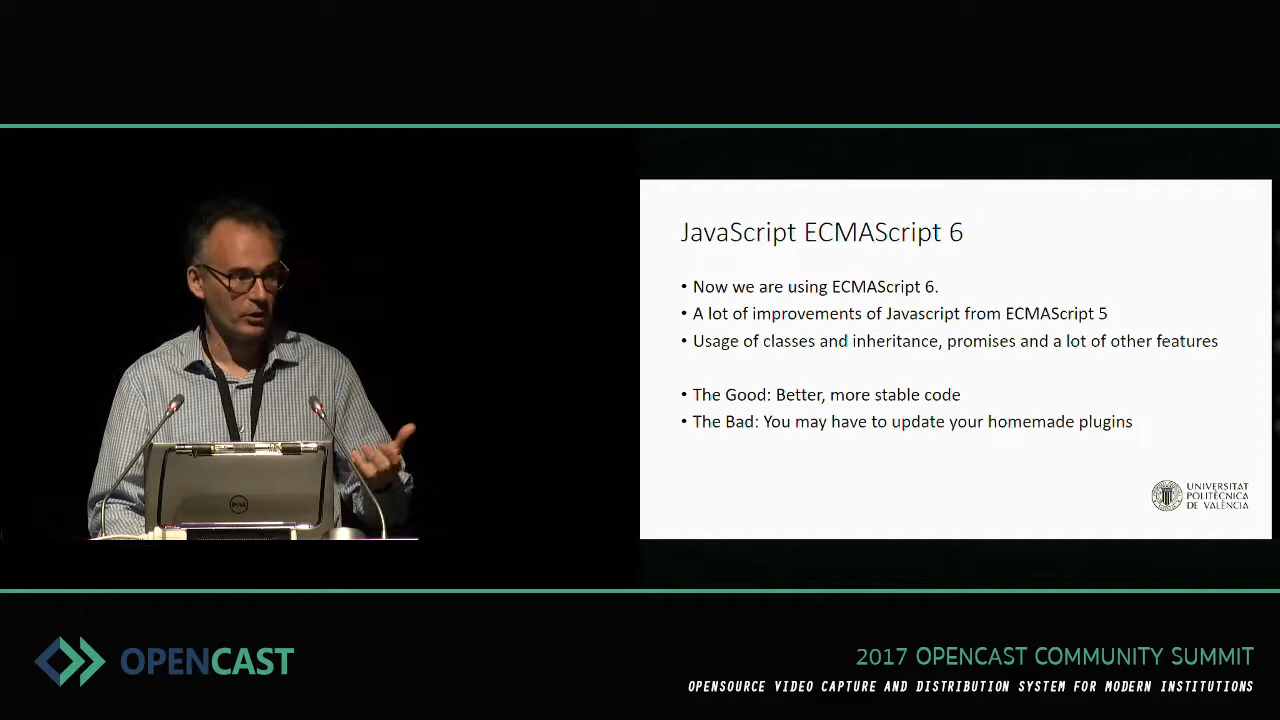 JavaScript ECMAScript 6
• Now we are using ECMAScript 6.
• A lot of improvements of Javascript from ECMAScript 5
• Usage of classes and inheritance, promises and a lot of other features
• The Good: Better, more stable code
• The Bad: You may have to update your homemade plugins
UNIVERSITAT
POLITÈCNICA
DE VALÈNCIA
DELL
OPENCAST
2017 OPENCAST COMMUNITY SUMMIT
OPENSOURCE VIDEO CAPTURE AND DISTRIBUTION SYSTEM FOR MODERN INSTITUTIONS